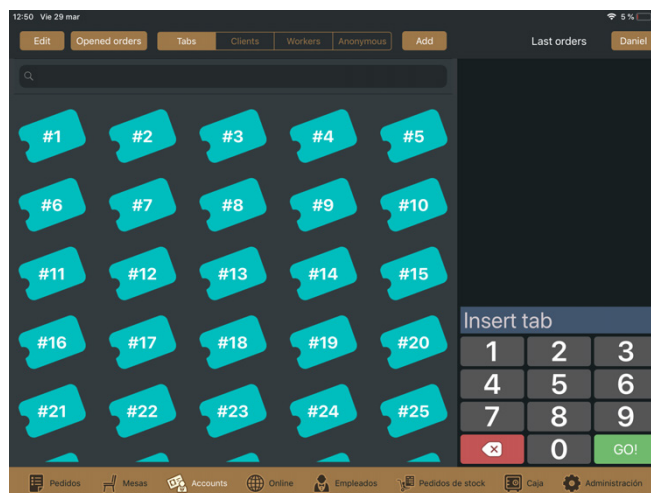 12:50 Vie 29 mar 5 %
Edit Opened orders Tabs Clients Workers Anonymous Add Last orders Daniel
#1 #2 #3 #4 #5
#6 #7 #8 #9 #10
#11 #12 #13 #14 #15
#16 #17 #18 #19 #20
#21 #22 #23 #24 #25
Insert tab
1 2 3
4 5 6
7 8 9
0 GO!
Pedidos Mesas Accounts Online Empleados Pedidos de stock Caja Administración